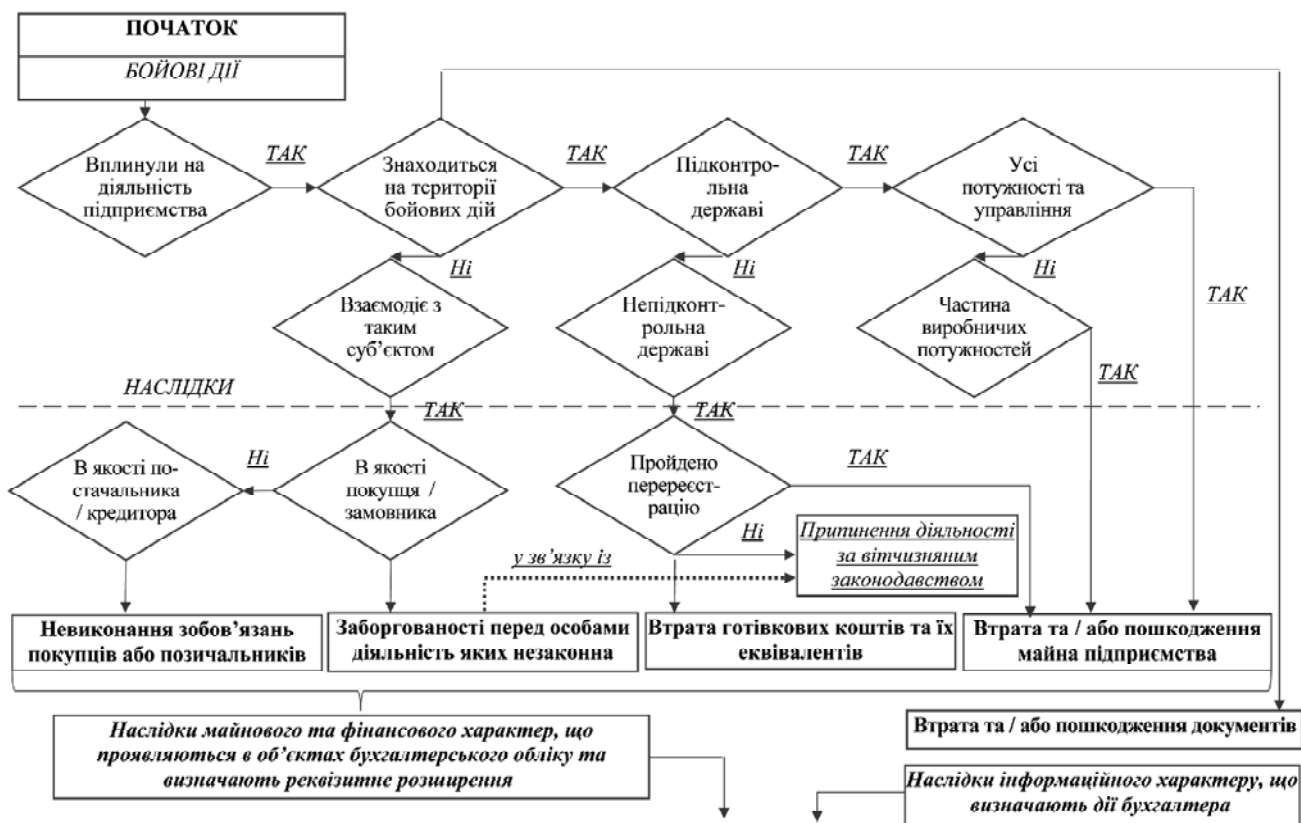 ПОЧАТОК
БОЙОВІ ДІЇ
Вплинули на
діяльність
підприємства
ТАК
Знаходиться
на території
бойових дій
ТАК
Підконтро-
льна
державі
ТАК
Усі
потужності та
управління
Ні
Ні
Ні
ТАК
Взаємодіє з
таким
суб’єктом
Непідконт-
рольна
державі
Частина
виробничих
потужностей
ТАК
НАСЛІДКИ
ТАК
ТАК
В якості по-
стачальника
/ кредитора
Ні
В якості
покупця /
замовника
Пройдено
перереєст-
рацію
ТАК
Ні
Припинення діяльності
за вітчизняним
законодавством
у зв’язку із
Невиконання зобов’язань
покупців або позичальників
Заборгованості перед особами
діяльність яких незаконна
Втрата готівкових коштів та їх
еквівалентів
Втрата та / або пошкодження
майна підприємства
Наслідки майнового та фінансового характер, що
проявляються в об’єктах бухгалтерського обліку та
визначають реквізитне розширення
Втрата та / або пошкодження документів
Наслідки інформаційного характеру, що
визначають дії бухгалтера